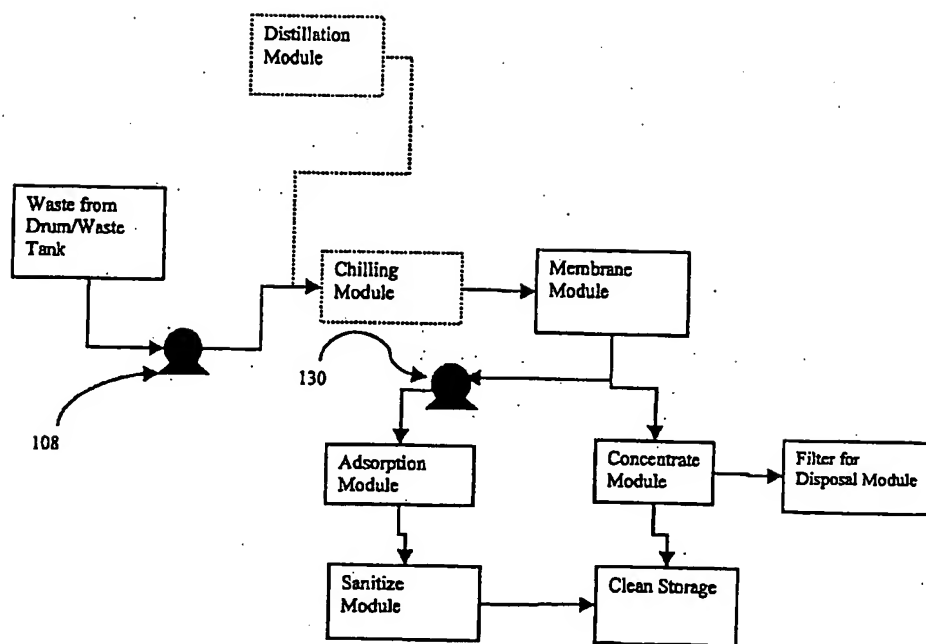 Distillation
Module
Waste from
Drum/Waste
Tank
Chilling
Module
Membrane
Module
130
108
Adsorption
Module
Concentrate
Module
Filter for
Disposal Module
Sanitize
Module
Clean Storage